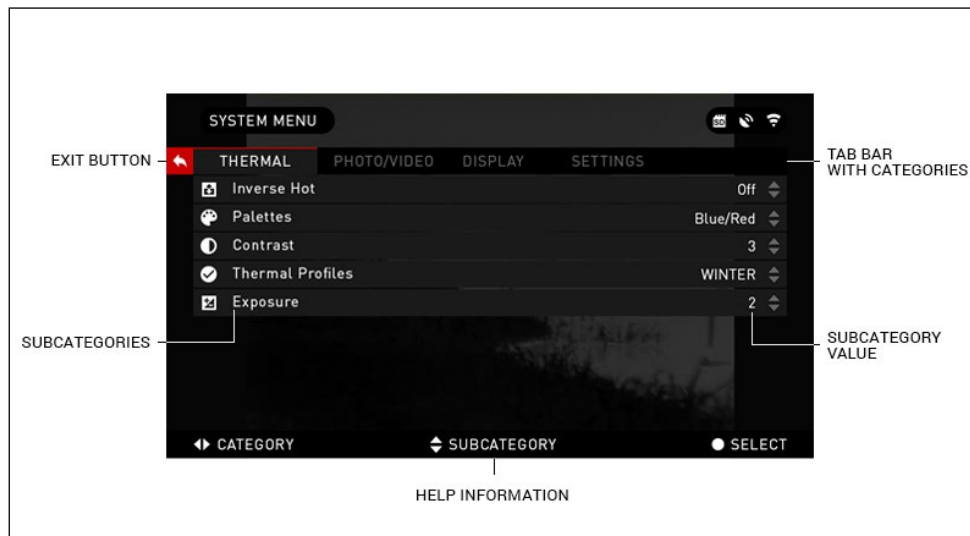 SYSTEM MENU
SD
EXIT BUTTON
THERMAL PHOTO/VIDEO DISPLAY SETTINGS
TAB BAR
WITH CATEGORIES
Inverse Hot Off
Palettes Blue/Red
Contrast 3
Thermal Profiles WINTER
Exposure 2
SUBCATEGORIES
SUBCATEGORY
VALUE
CATEGORY SUBCATEGORY SELECT
HELP INFORMATION